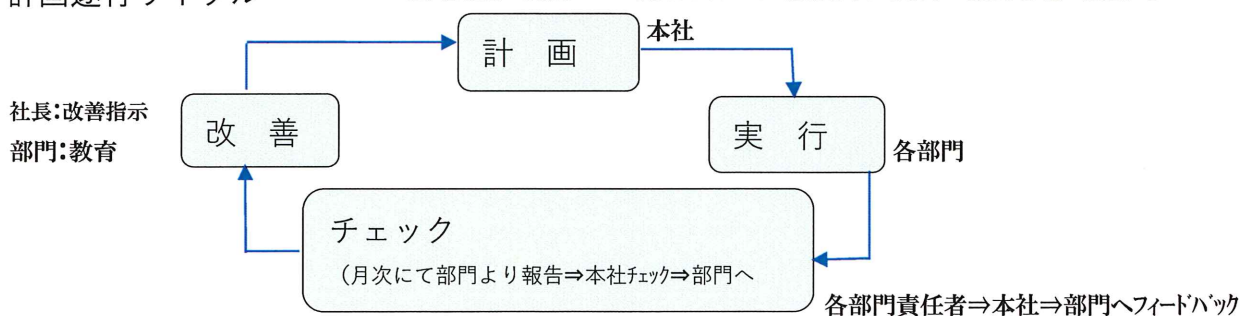 計 画
本社
社長:改善指示
部門:教育
改 善
実 行
各部門
チェック
(月次にて部門より報告⇒本社ﾁｪｯｸ⇒部門へ
各部門責任者⇒本社⇒部門へﾌｨｰﾄﾞﾊﾞｯｸ